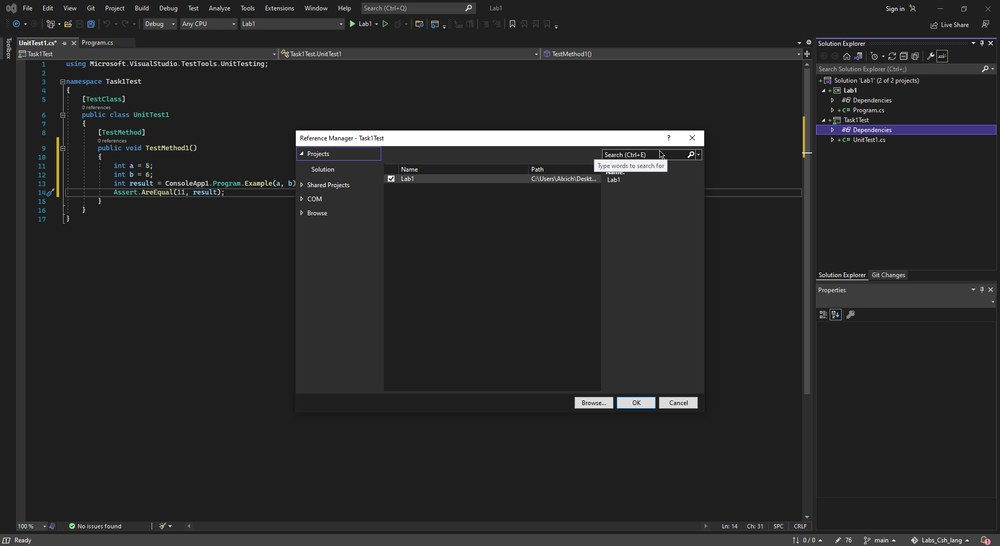 File Edit View Git Project Build Debug Test Analyze Tools Extensions Window Help Search (Ctrl+Q) Lab1 Sign in
Debug Any CPU Lab1 Lab1 Live Share
Toolbox
UnitTest1.cs* Program.cs
Task1Test Task1Test.UnitTest1 TestMethod1()
1 using Microsoft.VisualStudio.TestTools.UnitTesting;
2
3 namespace Task1Test
4 {
5 [TestClass]
0 references
6 public class UnitTest1
7 {
8 [TestMethod]
0 references
9 public void TestMethod1()
10 {
11 int a = 5;
12 int b = 6;
13 int result = ConsoleApp1.Program.Example(a, b)
14 Assert.AreEqual(11, result);
15 }
16 }
17 }
Reference Manager - Task1Test
?
Projects
Search (Ctrl+E)
Type words to search for
Solution
Shared Projects
COM
Browse
Name Path
Lab1 C:\Users\Alxich\Deskt...
Name:
Lab1
Browse... OK Cancel
Solution Explorer
Search Solution Explorer (Ctrl+;)
Solution 'Lab1' (2 of 2 projects)
Lab1
Dependencies
C# Program.cs
Task1Test
Dependencies
C# UnitTest1.cs
Solution Explorer Git Changes
Properties
100 % No issues found Ln: 14 Ch: 31 SPC CRLF
Ready 0 / 0 76 main Labs_Csh_lang 1